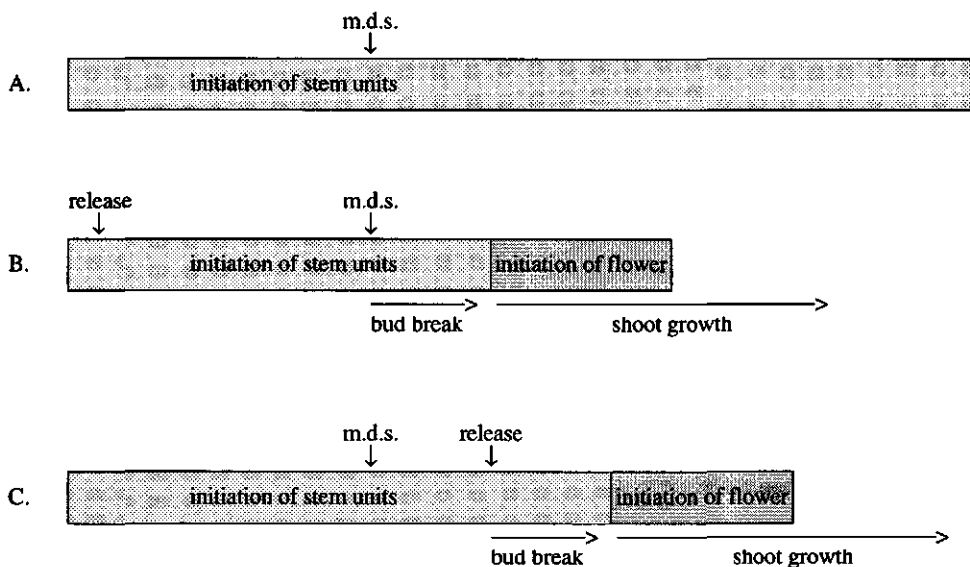 m.d.s.
A. initiation of stem units
release m.d.s.
B. initiation of stem units initiation of flower
bud break shoot growth
m.d.s. release
C. initiation of stem units initiation of flower
bud break shoot growth